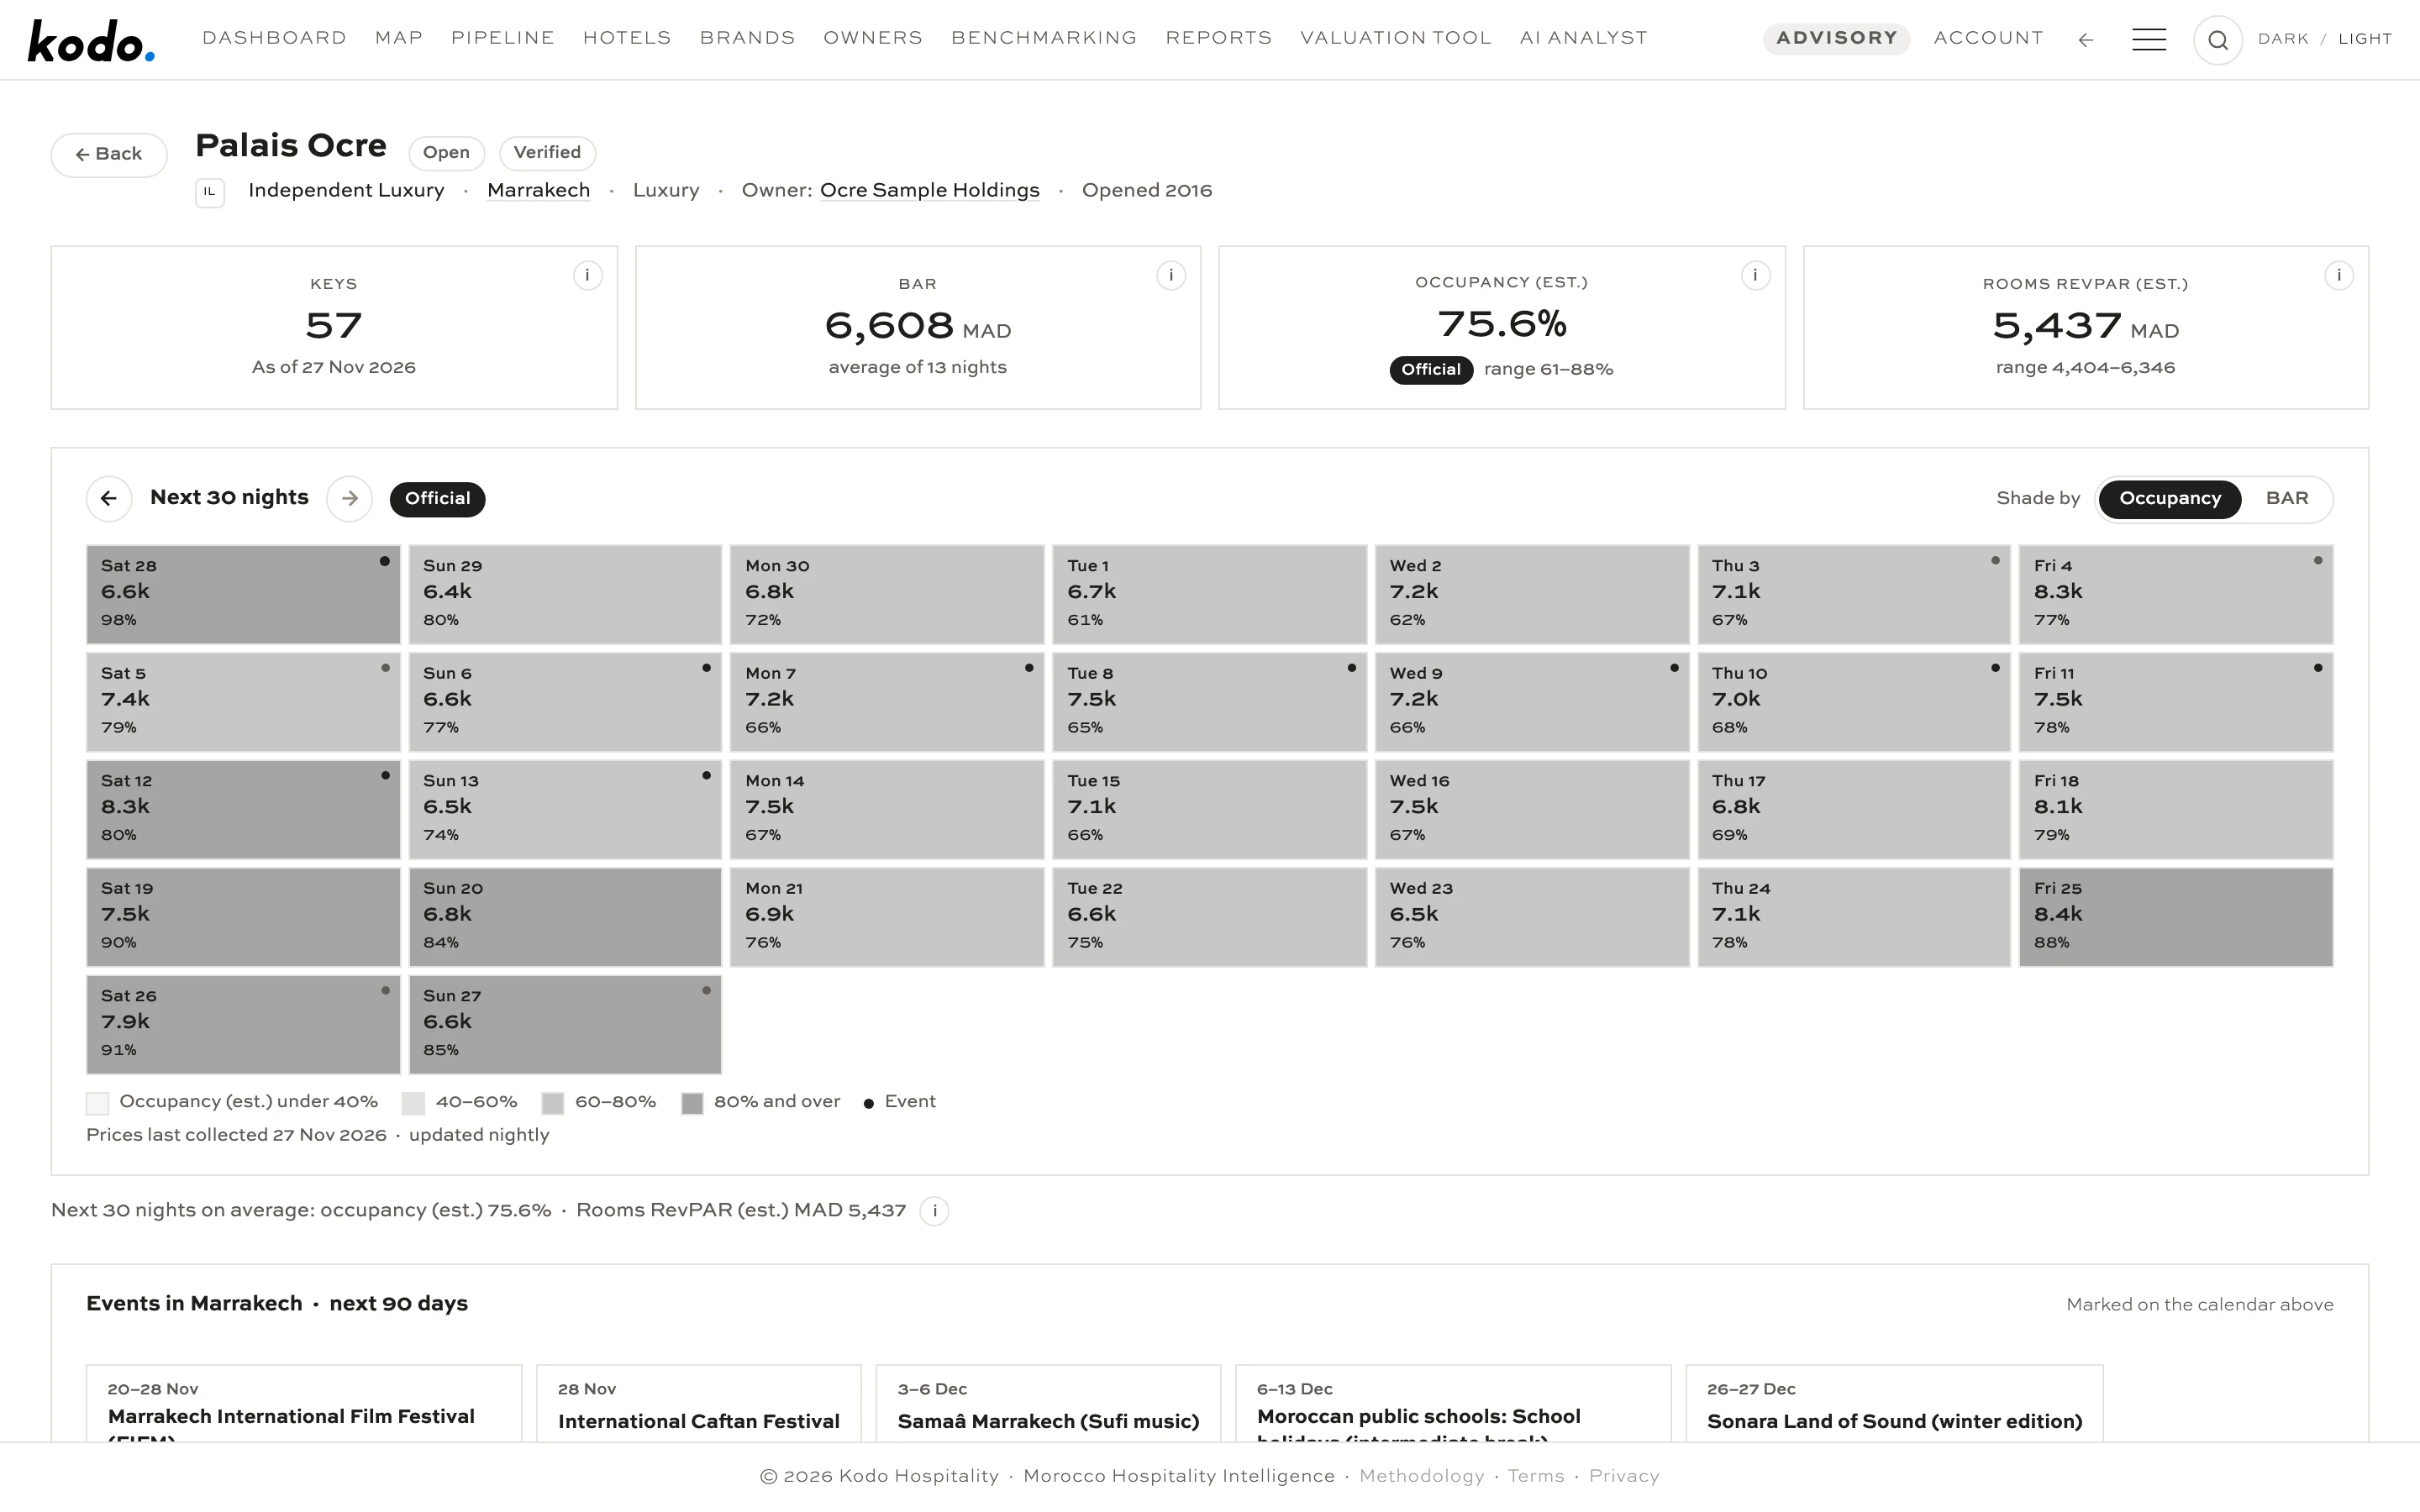 kodo.
DASHBOARD MAP PIPELINE HOTELS BRANDS OWNERS BENCHMARKING REPORTS VALUATION TOOL AI ANALYST ADVISORY ACCOUNT ← DARK / LIGHT
← Back
Palais Ocre Open Verified
IL Independent Luxury · Marrakech · Luxury · Owner: Ocre Sample Holdings · Opened 2016
KEYS i
57
As of 27 Nov 2026
BAR i
6,608 MAD
average of 13 nights
OCCUPANCY (EST.) i
75.6%
Official range 61–88%
ROOMS REVPAR (EST.) i
5,437 MAD
range 4,404–6,346
← Next 30 nights → Official
Shade by Occupancy BAR
Sat 28
6.6k
98%
Sun 29
6.4k
80%
Mon 30
6.8k
72%
Tue 1
6.7k
61%
Wed 2
7.2k
62%
Thu 3
7.1k
67%
Fri 4
8.3k
77%
Sat 5
7.4k
79%
Sun 6
6.6k
77%
Mon 7
7.2k
66%
Tue 8
7.5k
65%
Wed 9
7.2k
66%
Thu 10
7.0k
68%
Fri 11
7.5k
78%
Sat 12
8.3k
80%
Sun 13
6.5k
74%
Mon 14
7.5k
67%
Tue 15
7.1k
66%
Wed 16
7.5k
67%
Thu 17
6.8k
69%
Fri 18
8.1k
79%
Sat 19
7.5k
90%
Sun 20
6.8k
84%
Mon 21
6.9k
76%
Tue 22
6.6k
75%
Wed 23
6.5k
76%
Thu 24
7.1k
78%
Fri 25
8.4k
88%
Sat 26
7.9k
91%
Sun 27
6.6k
85%
Occupancy (est.) under 40% 40–60% 60–80% 80% and over Event
Prices last collected 27 Nov 2026 · updated nightly
Next 30 nights on average: occupancy (est.) 75.6% · Rooms RevPAR (est.) MAD 5,437 i
Events in Marrakech · next 90 days
Marked on the calendar above
20–28 Nov
Marrakech International Film Festival
(FIFM)
28 Nov
International Caftan Festival
3–6 Dec
Samaâ Marrakech (Sufi music)
6–13 Dec
Moroccan public schools: School
holidays (intermediate break)
26–27 Dec
Sonara Land of Sound (winter edition)
© 2026 Kodo Hospitality · Morocco Hospitality Intelligence · Methodology · Terms · Privacy